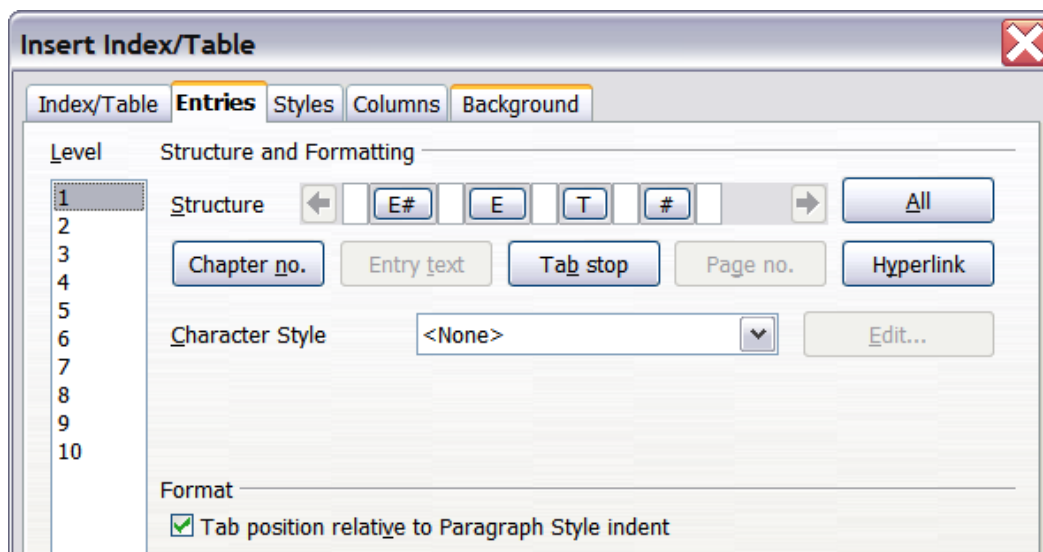 Insert Index/Table
Index/Table Entries Styles Columns Background
Level Structure and Formatting
1
Structure E# E T # All
2
3
Chapter no. Entry text Tab stop Page no. Hyperlink
4
5
6
Character Style <None> Edit...
7
8
9
10
Format
Tab position relative to Paragraph Style indent